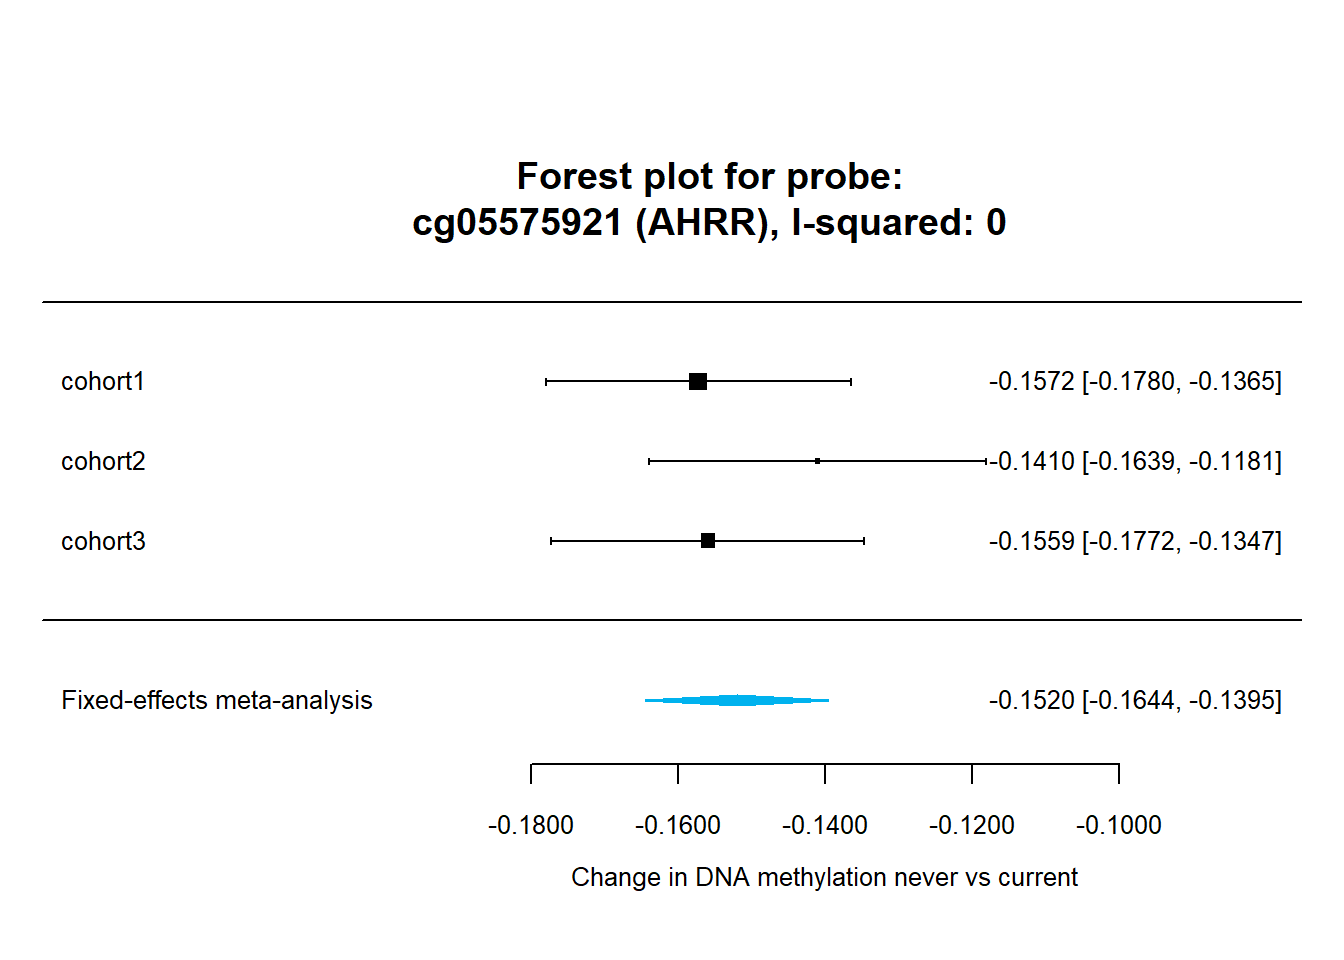 Forest plot for probe:
cg05575921 (AHRR), I-squared: 0
cohort1 -0.1572 [-0.1780, -0.1365]
cohort2 -0.1410 [-0.1639, -0.1181]
cohort3 -0.1559 [-0.1772, -0.1347]
Fixed-effects meta-analysis -0.1520 [-0.1644, -0.1395]
-0.1800 -0.1600 -0.1400 -0.1200 -0.1000
Change in DNA methylation never vs current